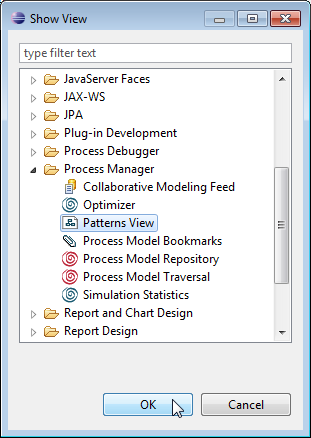 Show View
type filter text
JavaServer Faces
JAX-WS
JPA
Plug-in Development
Process Debugger
Process Manager
Collaborative Modeling Feed
Optimizer
Patterns View
Process Model Bookmarks
Process Model Repository
Process Model Traversal
Simulation Statistics
Report and Chart Design
Report Design
OK Cancel